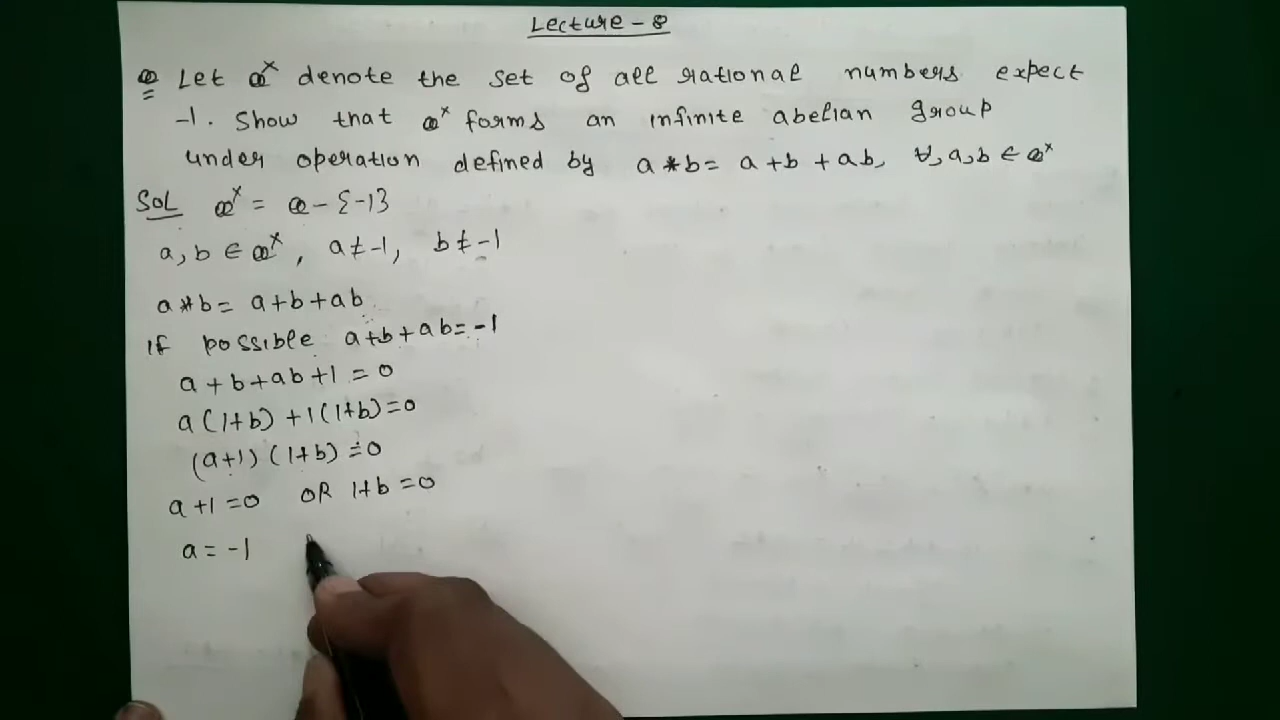 Lecture - 8
Q Let Q^x denote the set of all rational numbers expect
-1. Show that Q^x forms an infinite abelian group
under operation defined by a * b = a + b + ab, ∀, a, b ∈ Q^x
Sol Q^x = Q - {-1}
a, b ∈ Q^x, a ≠ -1, b ≠ -1
a * b = a + b + ab
If possible a+b+ab = -1
a + b + ab + 1 = 0
a(1+b) + 1(1+b) = 0
(a+1)(1+b) = 0
a + 1 = 0 OR 1+b = 0
a = -1